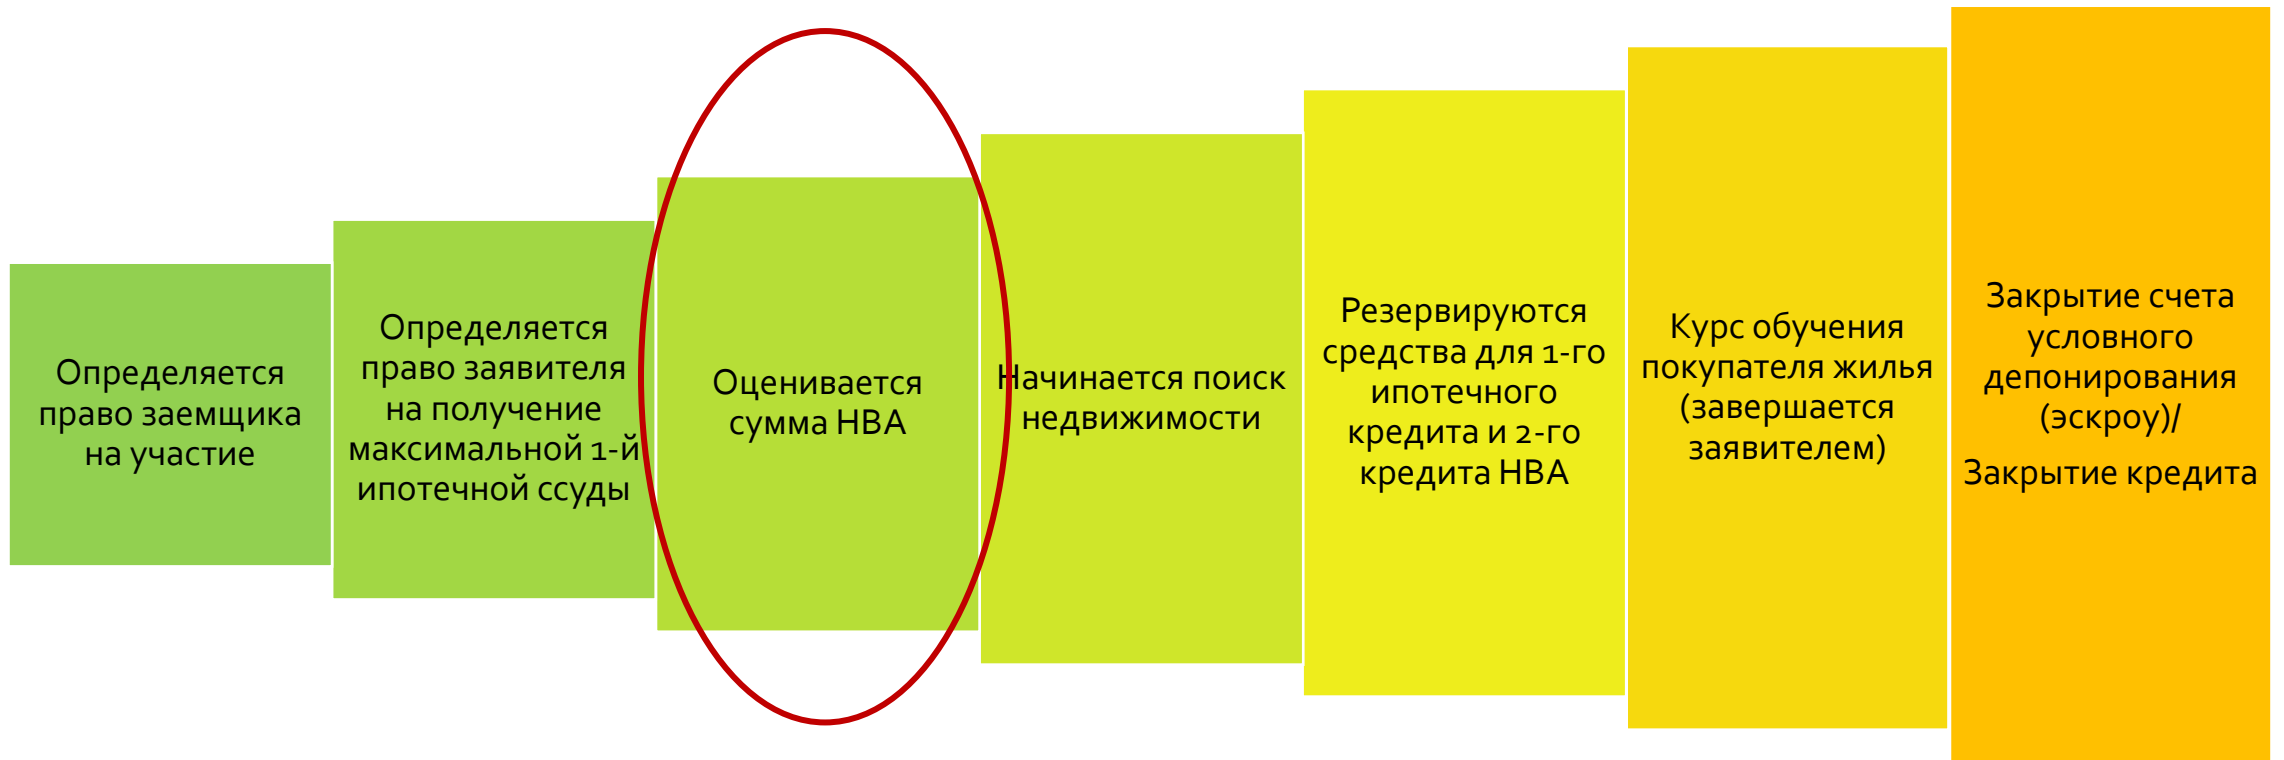 Определяется
право заемщика
на участие
Определяется
право заявителя
на получение
максимальной 1-й
ипотечной ссуды
Оценивается
сумма HBA
Начинается поиск
недвижимости
Резервируются
средства для 1-го
ипотечного
кредита и 2-го
кредита HBA
Курс обучения
покупателя жилья
(завершается
заявителем)
Закрытие счета
условного
депонирования
(эскроу)/
Закрытие кредита